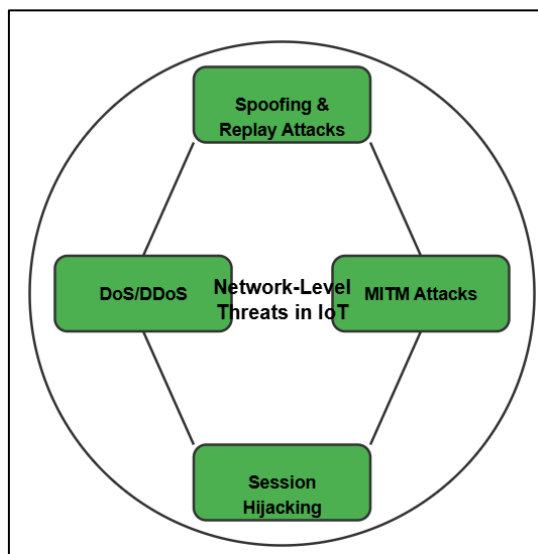 Spoofing &
Replay Attacks
DoS/DDoS
Network-Level
Threats in IoT
MITM Attacks
Session
Hijacking